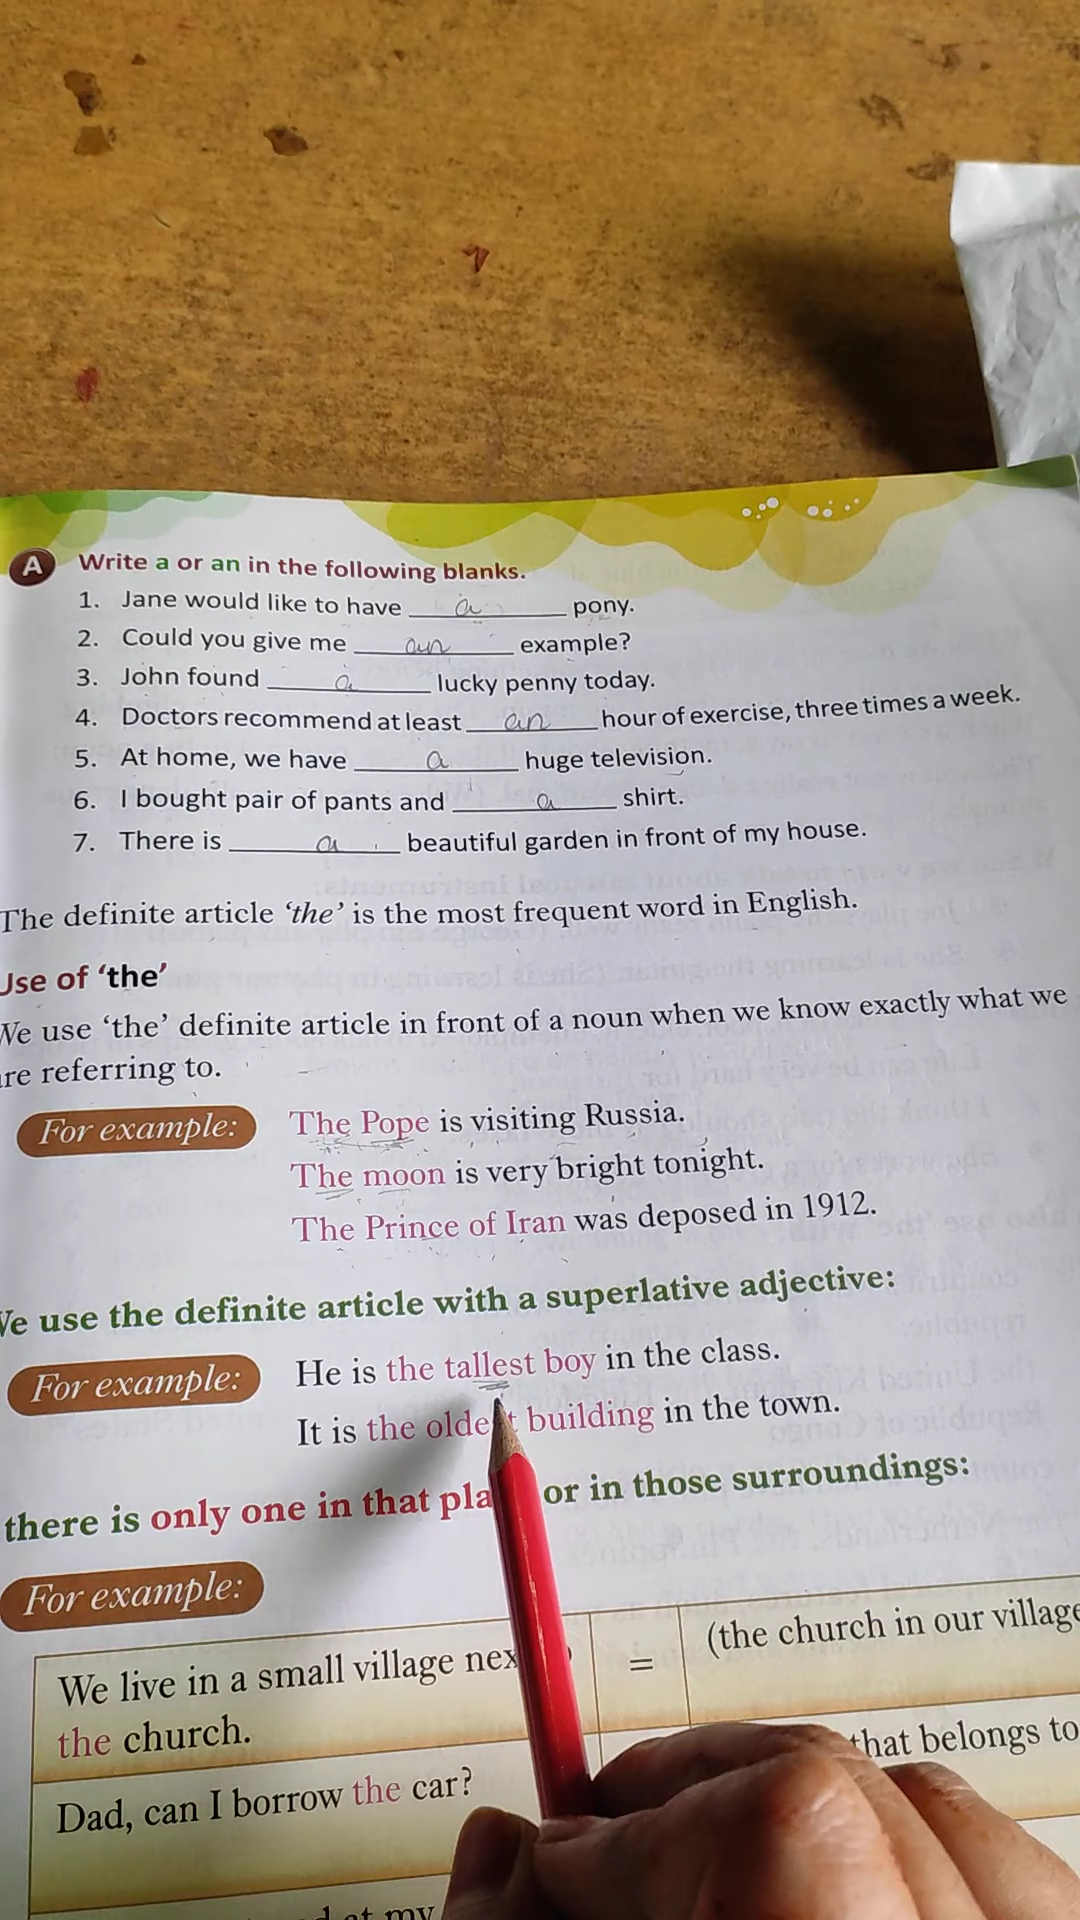 A Write a or an in the following blanks.
1. Jane would like to have a pony.
2. Could you give me an example?
3. John found a lucky penny today.
4. Doctors recommend at least an hour of exercise, three times a week.
5. At home, we have a huge television.
6. I bought pair of pants and a shirt.
7. There is a beautiful garden in front of my house.
The definite article ‘the’ is the most frequent word in English.
Use of ‘the’
We use ‘the’ definite article in front of a noun when we know exactly what we
are referring to.
For example: The Pope is visiting Russia.
The moon is very bright tonight.
The Prince of Iran was deposed in 1912.
We use the definite article with a superlative adjective:
For example: He is the tallest boy in the class.
It is the oldest building in the town.
there is only one in that pla or in those surroundings:
For example:
We live in a small village nex = (the church in our village
the church.
that belongs to
Dad, can I borrow the car?
at my